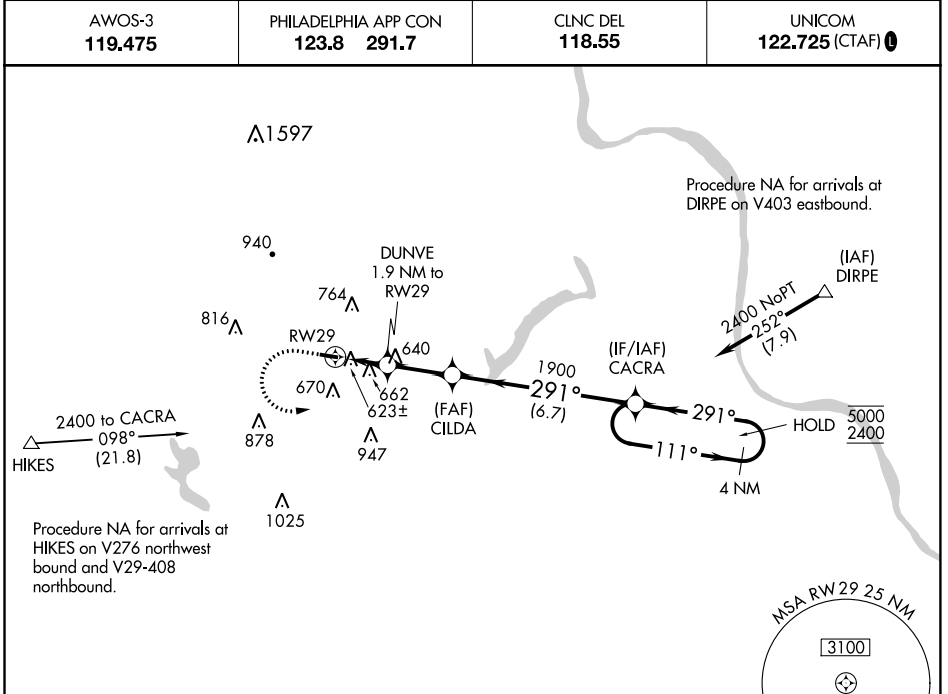 AWOS-3
119.475
PHILADELPHIA APP CON
123.8 291.7
CLNC DEL
118.55
UNICOM
122.725 (CTAF) L
1597
Procedure NA for arrivals at
DIRPE on V403 eastbound.
940
DUNVE
1.9 NM to
RW29
(IAF)
DIRPE
764
816
2400 NoPT
252°
(7.9)
RW29
640
(IF/IAF)
CACRA
1900
291°
(6.7)
670
662
623±
(FAF)
CILDA
291°
HOLD
5000
2400
2400 to CACRA
098°
(21.8)
HIKES
878
947
111°
4 NM
1025
Procedure NA for arrivals at
HIKES on V276 northwest
bound and V29-408
northbound.
MSA RW29 25 NM
3100